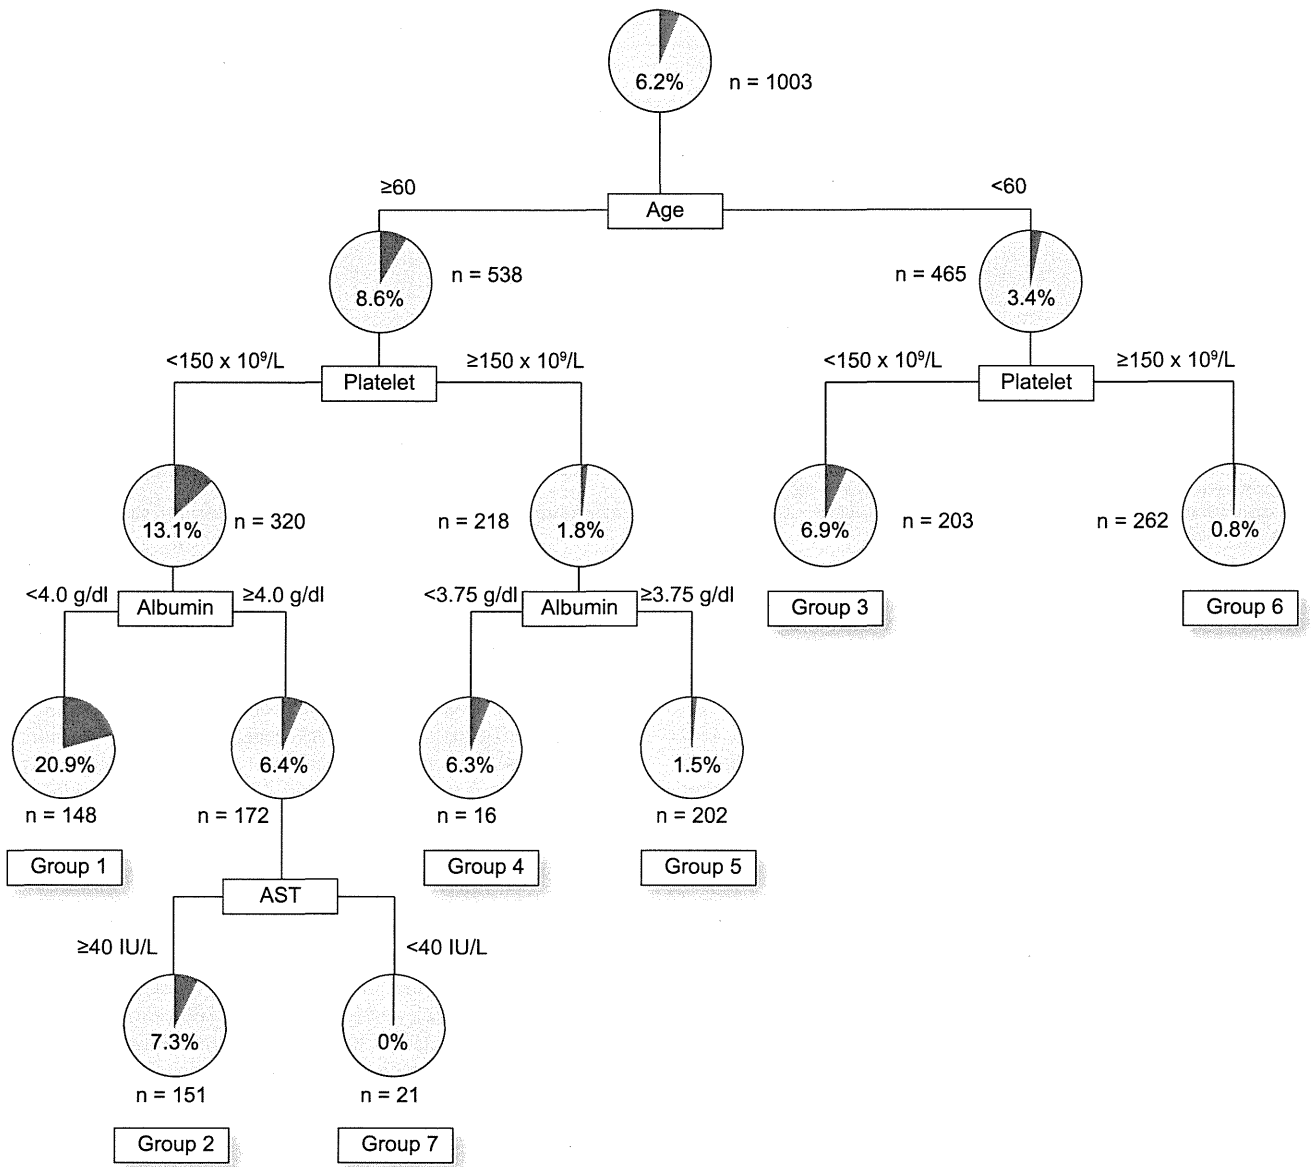 6.2%
n = 1003
≥60
<60
Age
n = 538
n = 465
8.6%
3.4%
<150 x 10⁹/L
≥150 x 10⁹/L
<150 x 10⁹/L
≥150 x 10⁹/L
Platelet
Platelet
13.1%
n = 320
n = 218
1.8%
6.9%
n = 203
n = 262
0.8%
<4.0 g/dl
Albumin
≥4.0 g/dl
<3.75 g/dl
Albumin
≥3.75 g/dl
Group 3
Group 6
20.9%
6.4%
6.3%
1.5%
n = 148
n = 172
n = 16
n = 202
Group 1
Group 4
Group 5
AST
≥40 IU/L
<40 IU/L
7.3%
0%
n = 151
n = 21
Group 2
Group 7